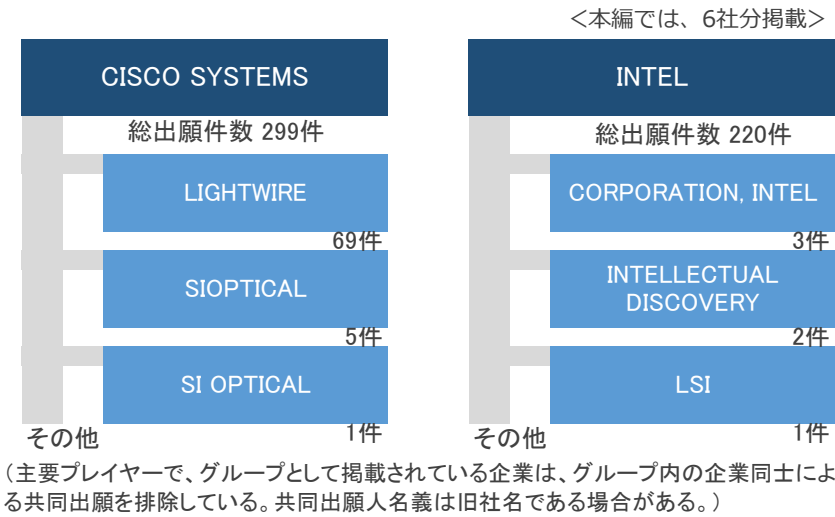 <本編では、6社分掲載>
CISCO SYSTEMS
総出願件数 299件
LIGHTWIRE
69件
SIOPTICAL
5件
SI OPTICAL
1件
その他
INTEL
総出願件数 220件
CORPORATION, INTEL
3件
INTELLECTUAL
DISCOVERY
2件
LSI
1件
その他
(主要プレイヤーで、グループとして掲載されている企業は、グループ内の企業同士によ
る共同出願を排除している。共同出願人名義は旧社名である場合がある。)